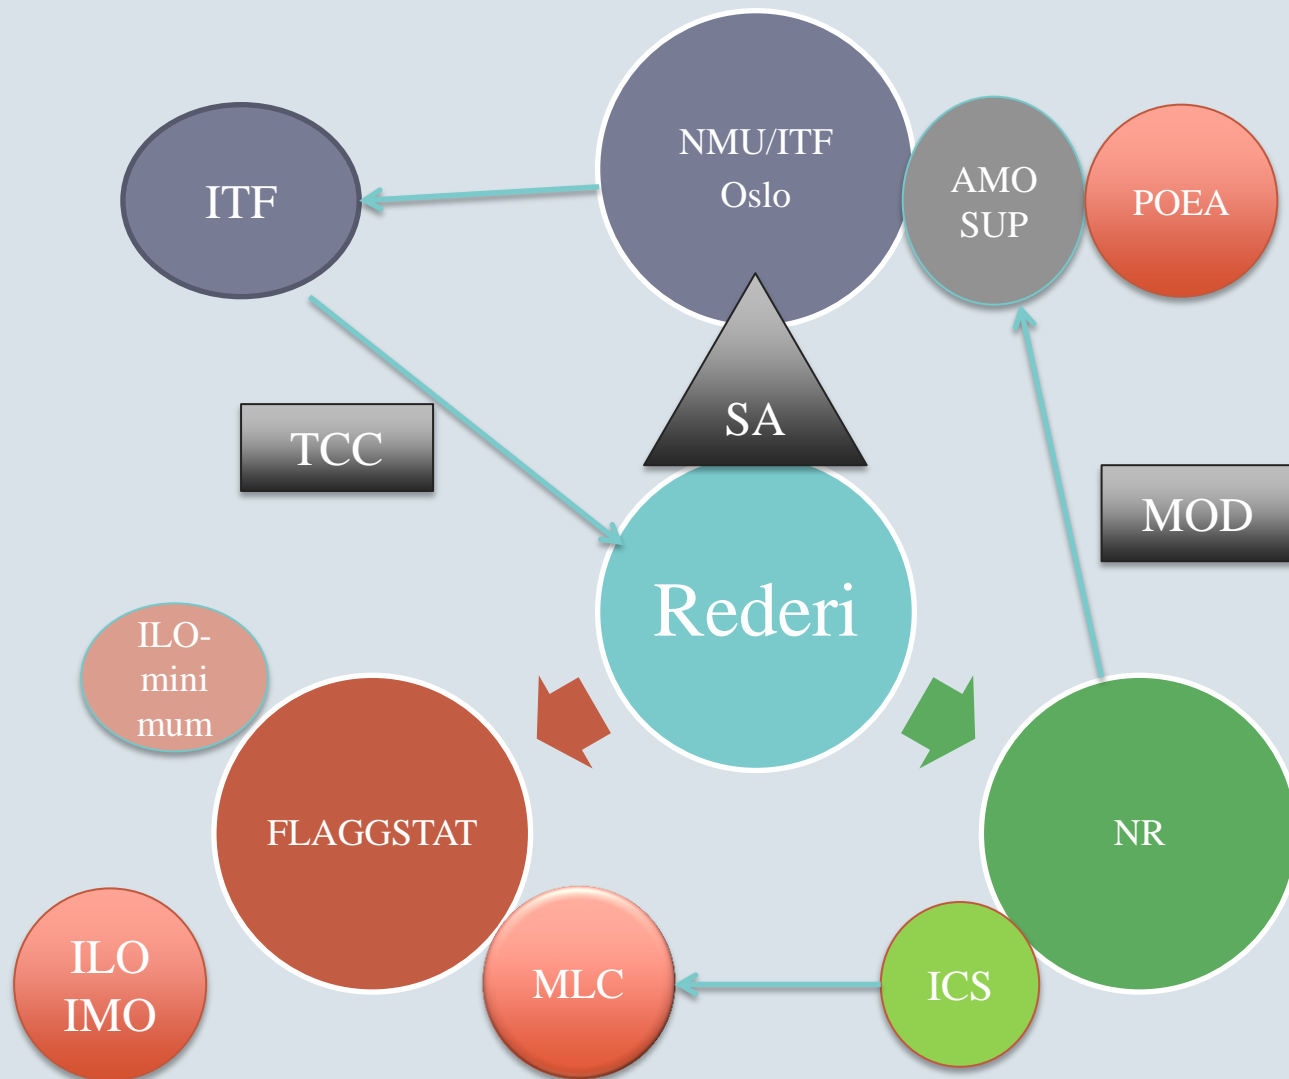 NMU/ITF
Oslo
ITF
AMO
SUP
POEA
SA
TCC
MOD
Rederi
ILO-
mini
mum
FLAGGSTAT
NR
ILO
IMO
MLC
ICS